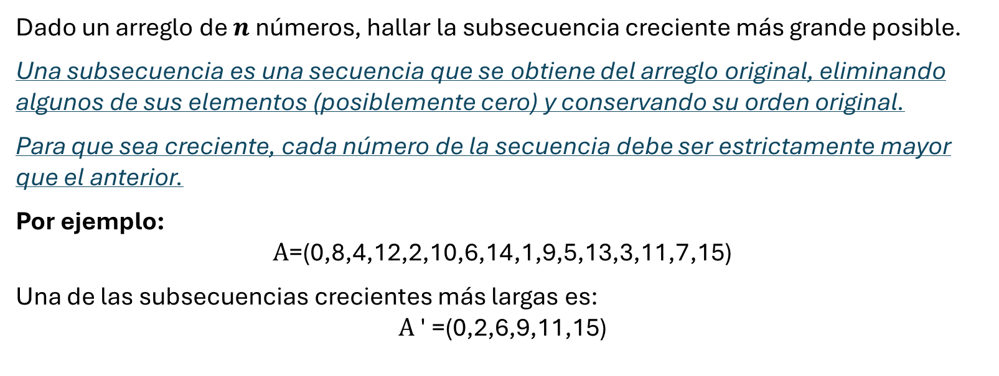 Dado un arreglo de n números, hallar la subsecuencia creciente más grande posible.
Una subsecuencia es una secuencia que se obtiene del arreglo original, eliminando
algunos de sus elementos (posiblemente cero) y conservando su orden original.
Para que sea creciente, cada número de la secuencia debe ser estrictamente mayor
que el anterior.
Por ejemplo:
A=(0,8,4,12,2,10,6,14,1,9,5,13,3,11,7,15)
Una de las subsecuencias crecientes más largas es:
A ' =(0,2,6,9,11,15)